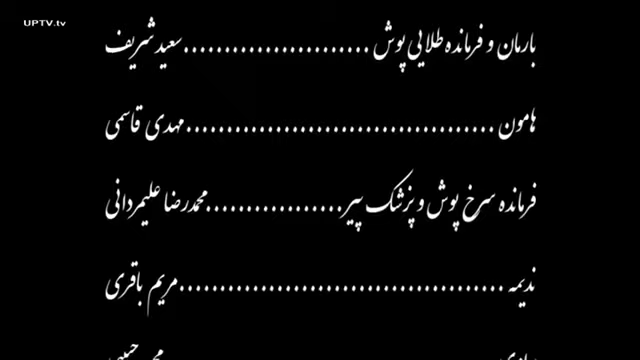 UPTV.tv
بارمان و فرمانده طلایی پوش ....................... سعید شریف
هامون ...................................... مهدی قاسمی
فرمانده سرخ پوش و پزشک پیر.................محمدرضا علیمردانی
ندیمه ........................................ مریم باقری